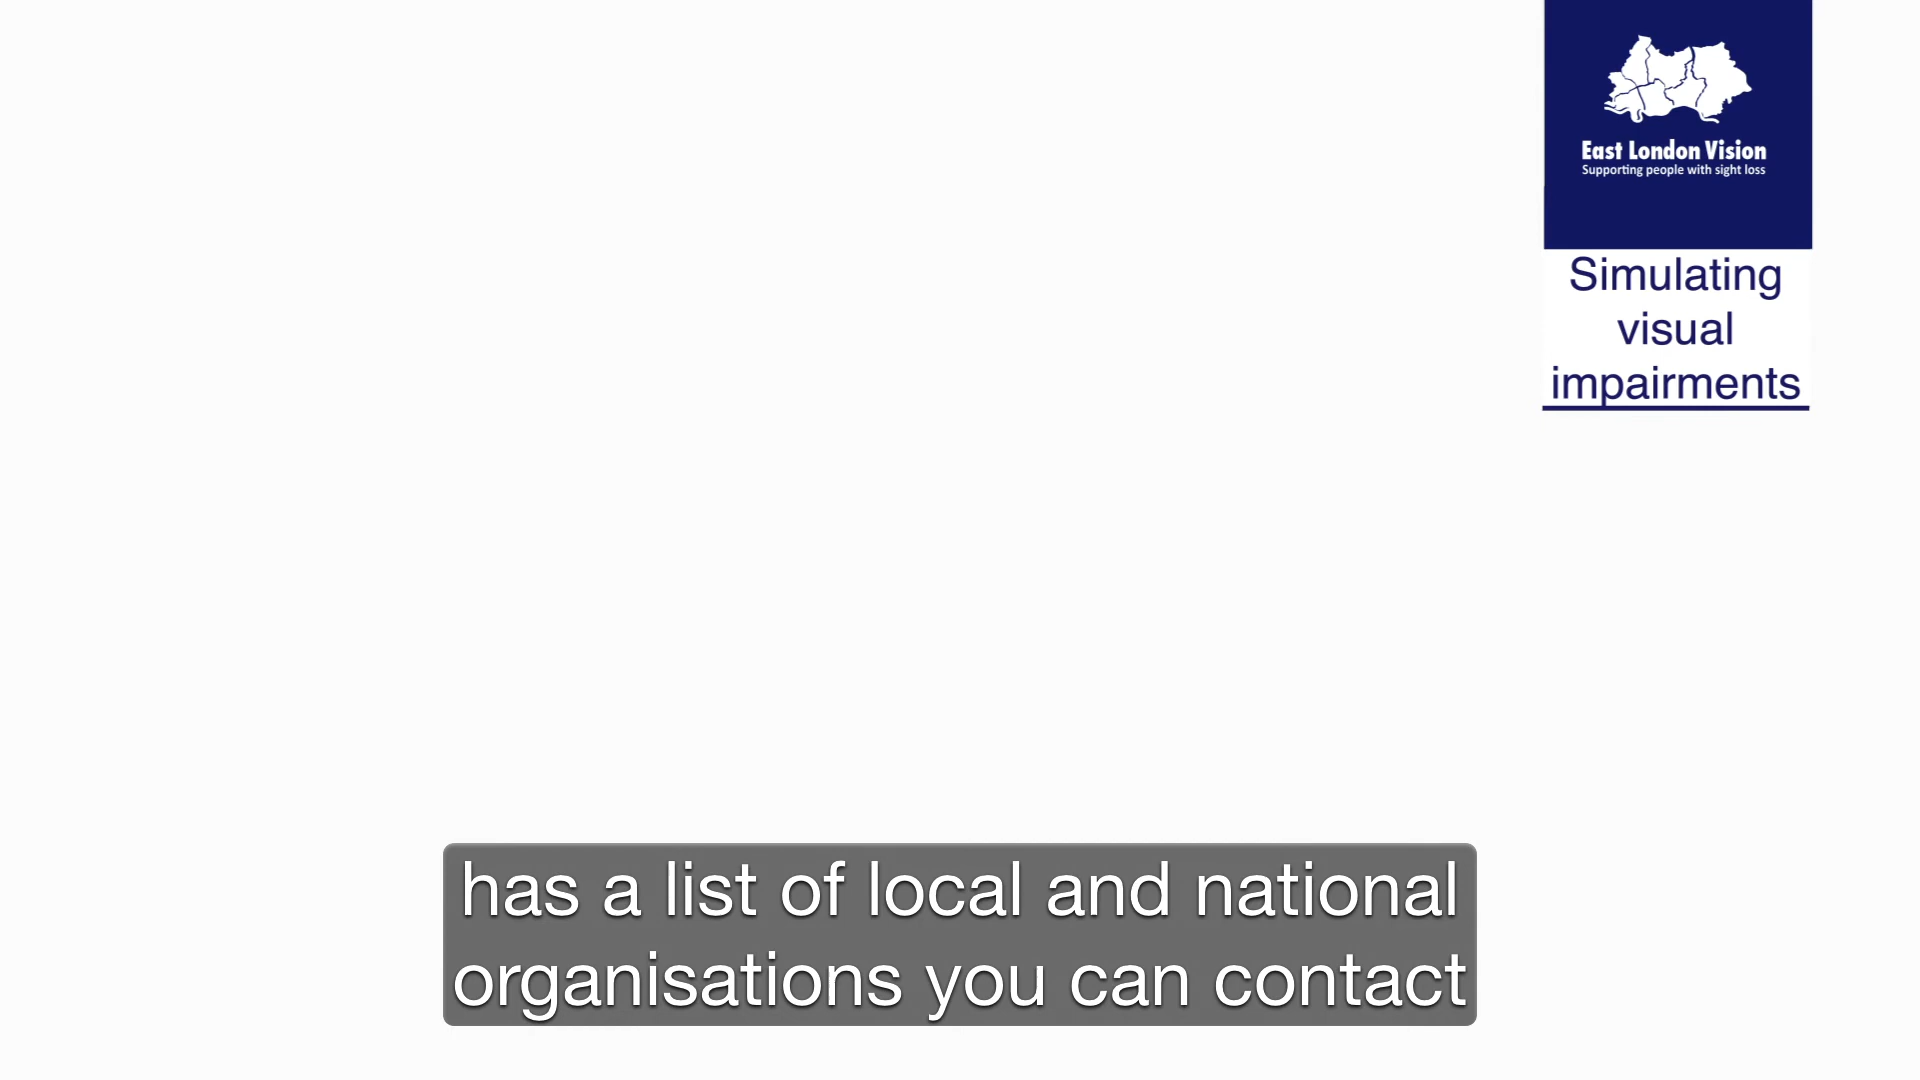 East London Vision
Supporting people with sight loss
Simulating
visual
impairments
has a list of local and national
organisations you can contact